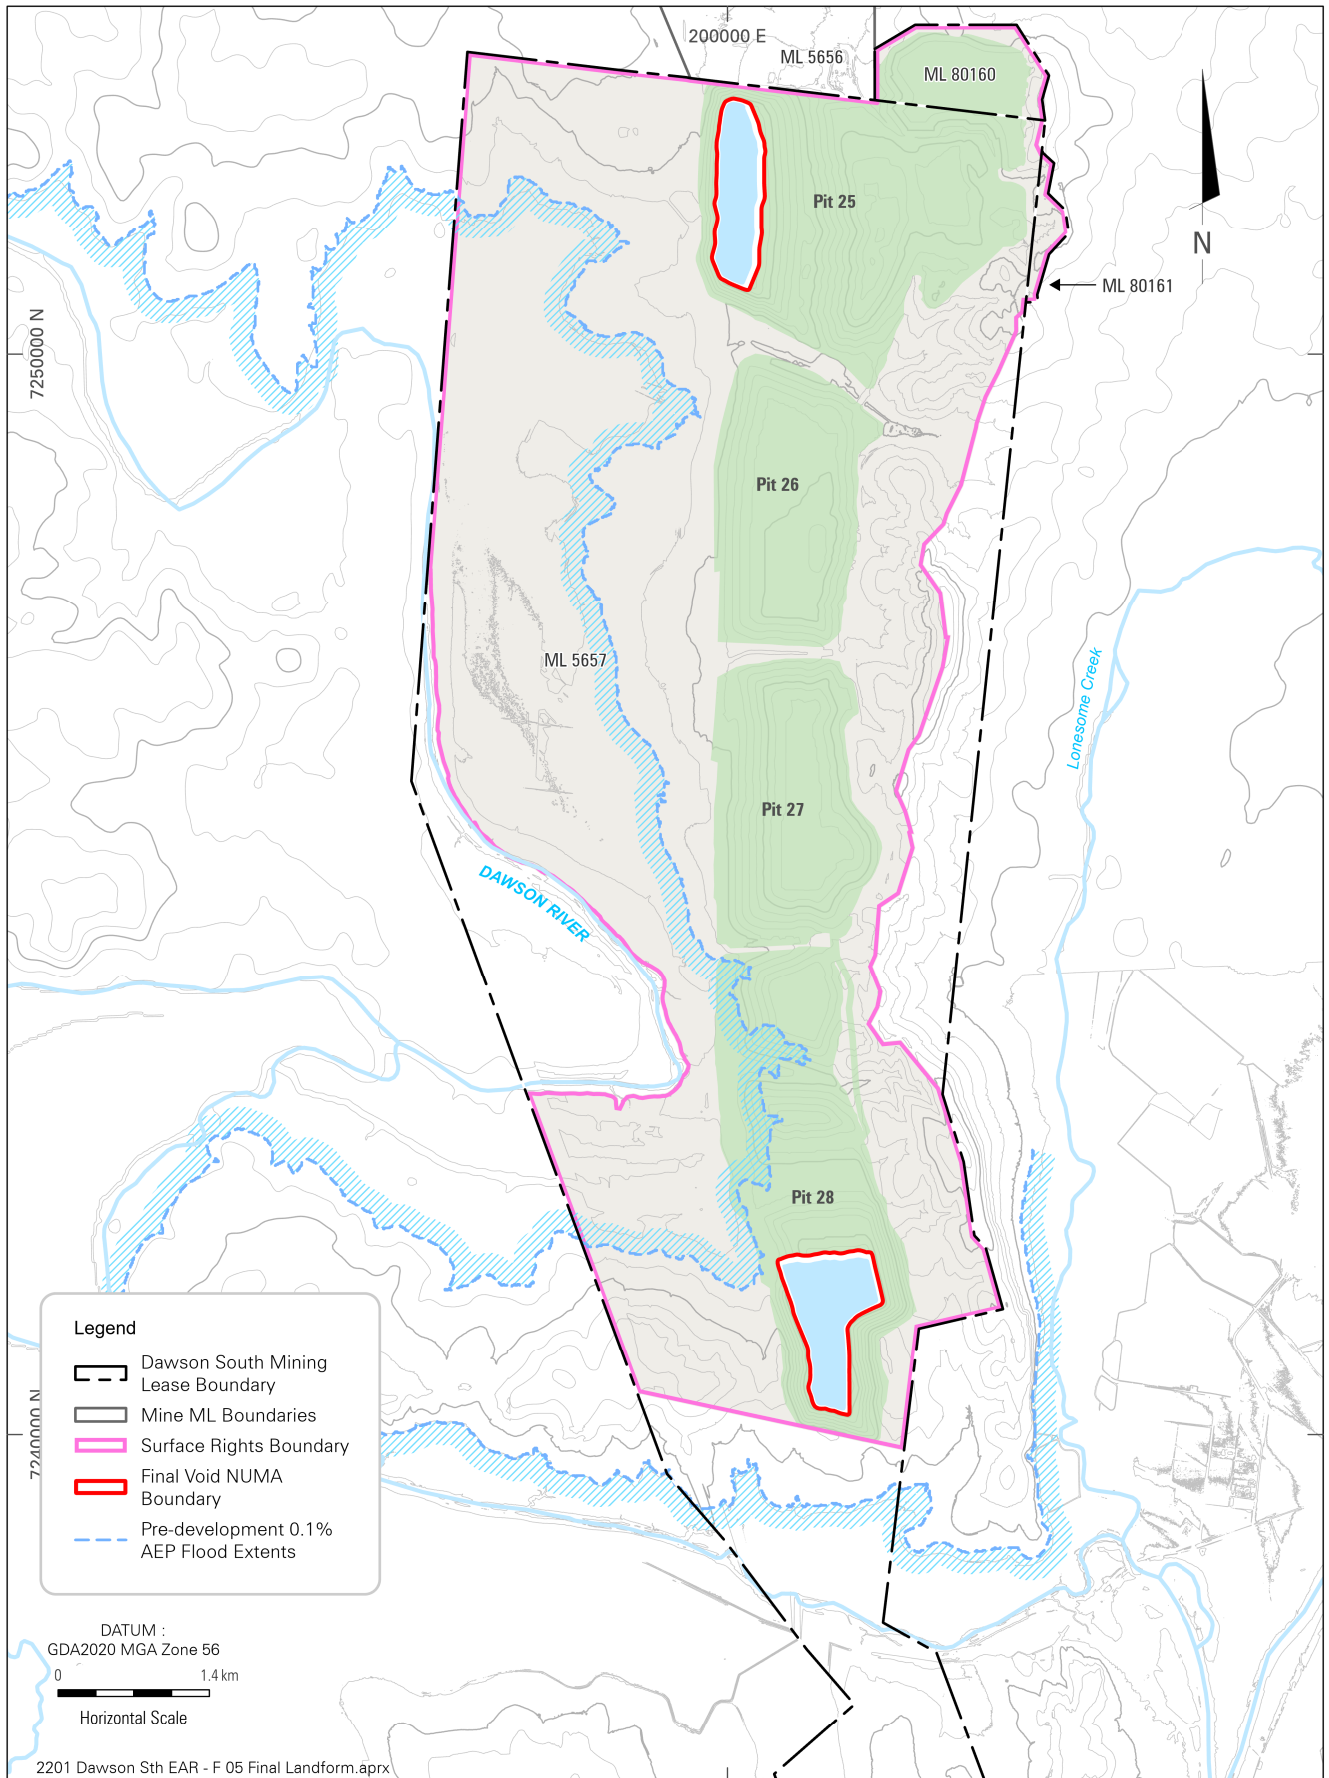 200000 E
ML 5656
ML 80160
Pit 25
N
ML 80161
7250000 N
Pit 26
Lonesome Creek
ML 5657
Pit 27
DAWSON RIVER
Pit 28
Legend
Dawson South Mining
Lease Boundary
Mine ML Boundaries
Surface Rights Boundary
Final Void NUMA
Boundary
Pre-development 0.1%
AEP Flood Extents
7240000 N
DATUM :
GDA2020 MGA Zone 56
0 1.4 km
Horizontal Scale
2201 Dawson Sth EAR - F 05 Final Landform.aprx